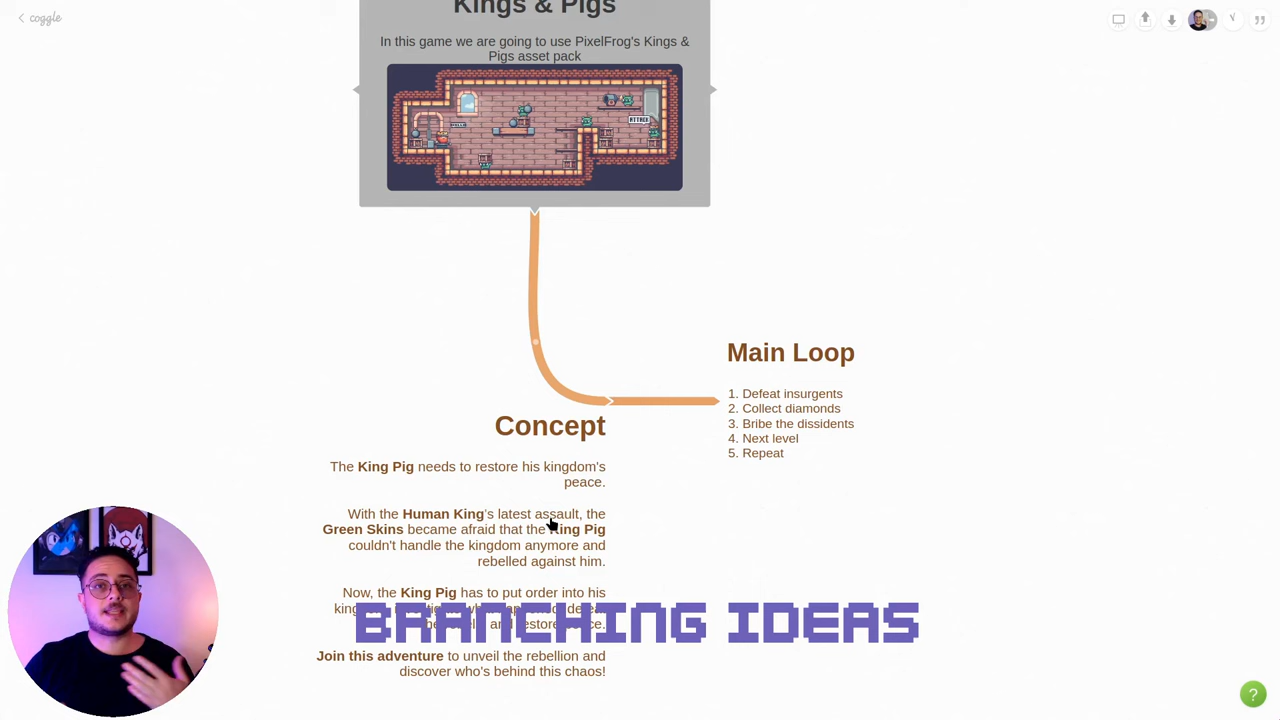 coggle
Kings & Pigs
In this game we are going to use PixelFrog's Kings &
Pigs asset pack
ATTACK
Main Loop
1. Defeat insurgents
2. Collect diamonds
3. Bribe the dissidents
4. Next level
5. Repeat
Concept
The King Pig needs to restore his kingdom's
peace.
With the Human King's latest assault, the
Green Skins became afraid that the King Pig
couldn't handle the kingdom anymore and
rebelled against him.
Now, the King Pig has to put order into his
BRANCHING IDEAS
Join this adventure to unveil the rebellion and
discover who's behind this chaos!
?